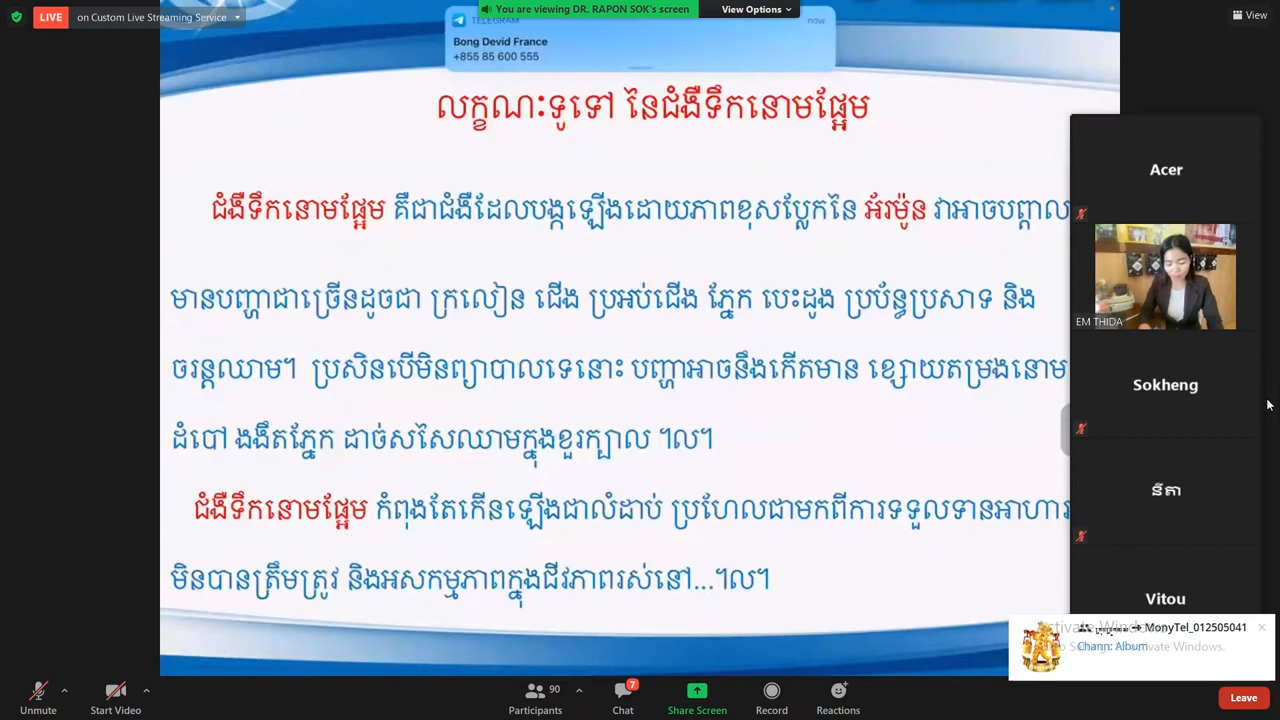 LIVE
on Custom Live Streaming Service
You are viewing DR. RAPON SOK's screen
View Options
View
TELEGRAM
now
Bong Devid France
+855 85 600 555
លក្ខណៈទូទៅ នៃជំងឺទឹកនោមផ្អែម
ជំងឺទឹកនោមផ្អែម គឺជាជំងឺដែលបង្កឡើងដោយភាពខុសប្លែកនៃ អ័រម៉ូន វាអាចបណ្តាល
មានបញ្ហាជាច្រើនដូចជា ក្រលៀន ជើង ប្រអប់ជើង ភ្នែក បេះដូង ប្រប័ន្ធប្រសាទ និង
ចរន្តឈាម។ ប្រសិនបើមិនព្យាបាលទេនោះ បញ្ហាអាចនឹងកើតមាន ខ្សោយតម្រងនោម
ដំបៅ ងងឹតភ្នែក ដាច់សសៃឈាមក្នុងខួរក្បាល ។ល។
ជំងឺទឹកនោមផ្អែម កំពុងតែកើនឡើងជាលំដាប់ ប្រហែលជាមកពីការទទួលទានអាហារ
មិនបានត្រឹមត្រូវ និងអសកម្មភាពក្នុងជីវភាពរស់នៅ...។ល។
Acer
EM THIDA
Sokheng
នីតា
Vitou
Activate Windows
MonyTel_012505041
Chann: Album
Activate Windows.
Unmute
Start Video
90
Participants
7
Chat
Share Screen
Record
Reactions
Leave